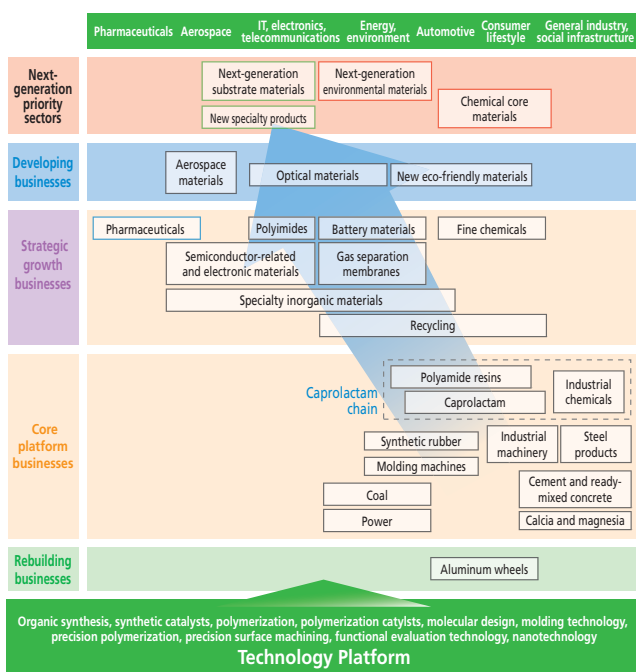 Pharmaceuticals
Aerospace
IT, electronics,
telecommunications
Energy,
environment
Automotive
Consumer
lifestyle
General industry,
social infrastructure
Next-
generation
priority
sectors
Next-generation
substrate materials
Next-generation
environmental materials
New specialty products
Chemical core
materials
Developing
businesses
Aerospace
materials
Optical materials
New eco-friendly materials
Strategic
growth
businesses
Pharmaceuticals
Polyimides
Battery materials
Fine chemicals
Semiconductor-related
and electronic materials
Gas separation
membranes
Specialty inorganic materials
Recycling
Core
platform
businesses
Caprolactam
chain
Polyamide resins
Caprolactam
Industrial
chemicals
Synthetic rubber
Industrial
machinery
Steel
products
Molding machines
Coal
Cement and ready-
mixed concrete
Power
Calcia and magnesia
Rebuilding
businesses
Aluminum wheels
Organic synthesis, synthetic catalysts, polymerization, polymerization catylsts, molecular design, molding technology,
precision polymerization, precision surface machining, functional evaluation technology, nanotechnology
Technology Platform